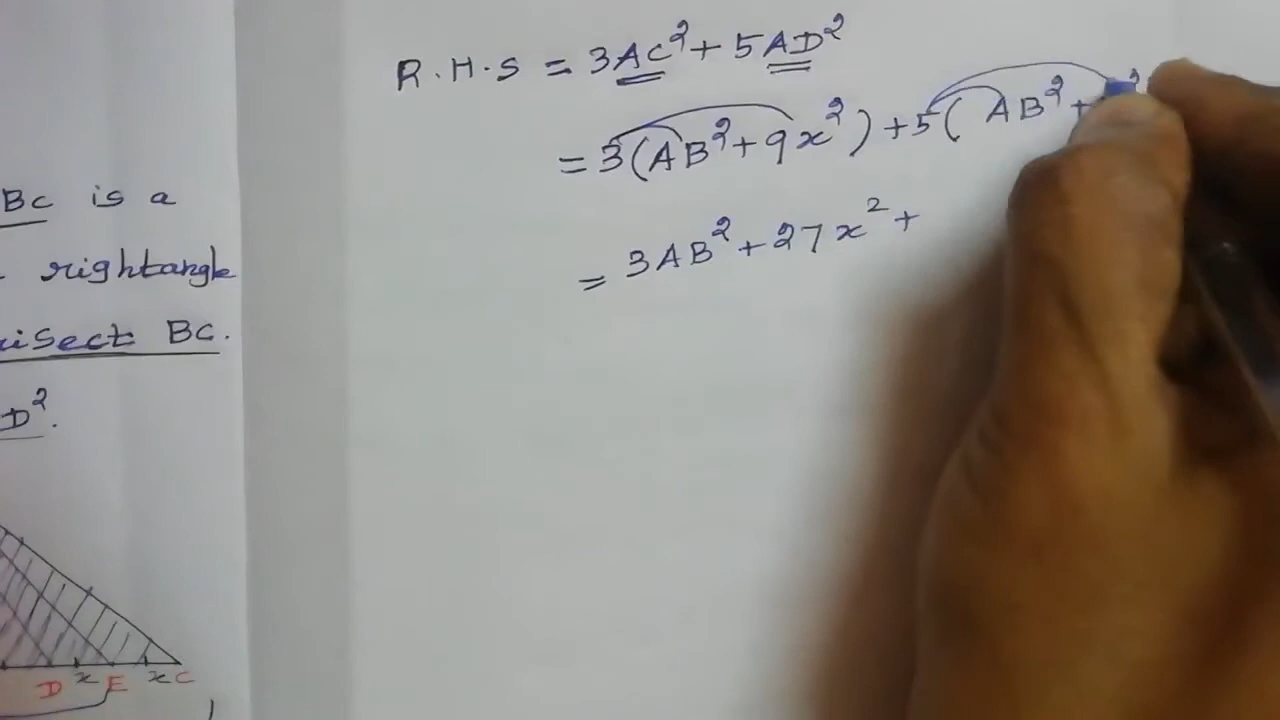 BC is a
rightangle
isect BC.
D².
D x E x C
R.H.S = 3AC² + 5AD²
= 3(AB² + 9x²) + 5(AB² +
= 3AB² + 27x² +